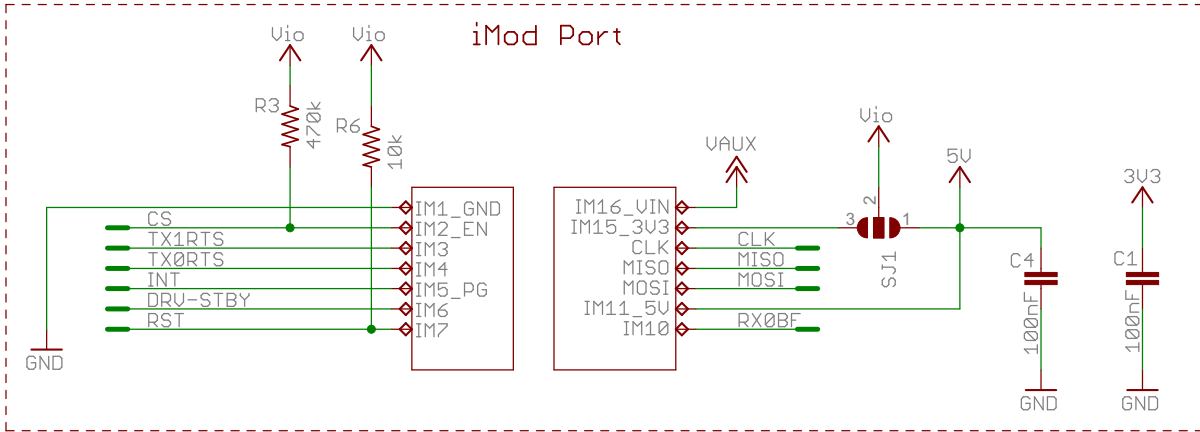 iMod Port
Vio
Vio
R3
470k
R6
10k
VAUX
Vio
5V
3V3
IM1_GND
IM2_EN
IM3
IM4
IM5_PG
IM6
IM7
CS
TX1RTS
TX0RTS
INT
DRV-STBY
RST
GND
IM16_VIN
IM15_3V3
CLK
MISO
MOSI
IM11_5V
IM10
CLK
MISO
MOSI
RX0BF
3
2
1
SJ1
C4
100nF
GND
C1
100nF
GND